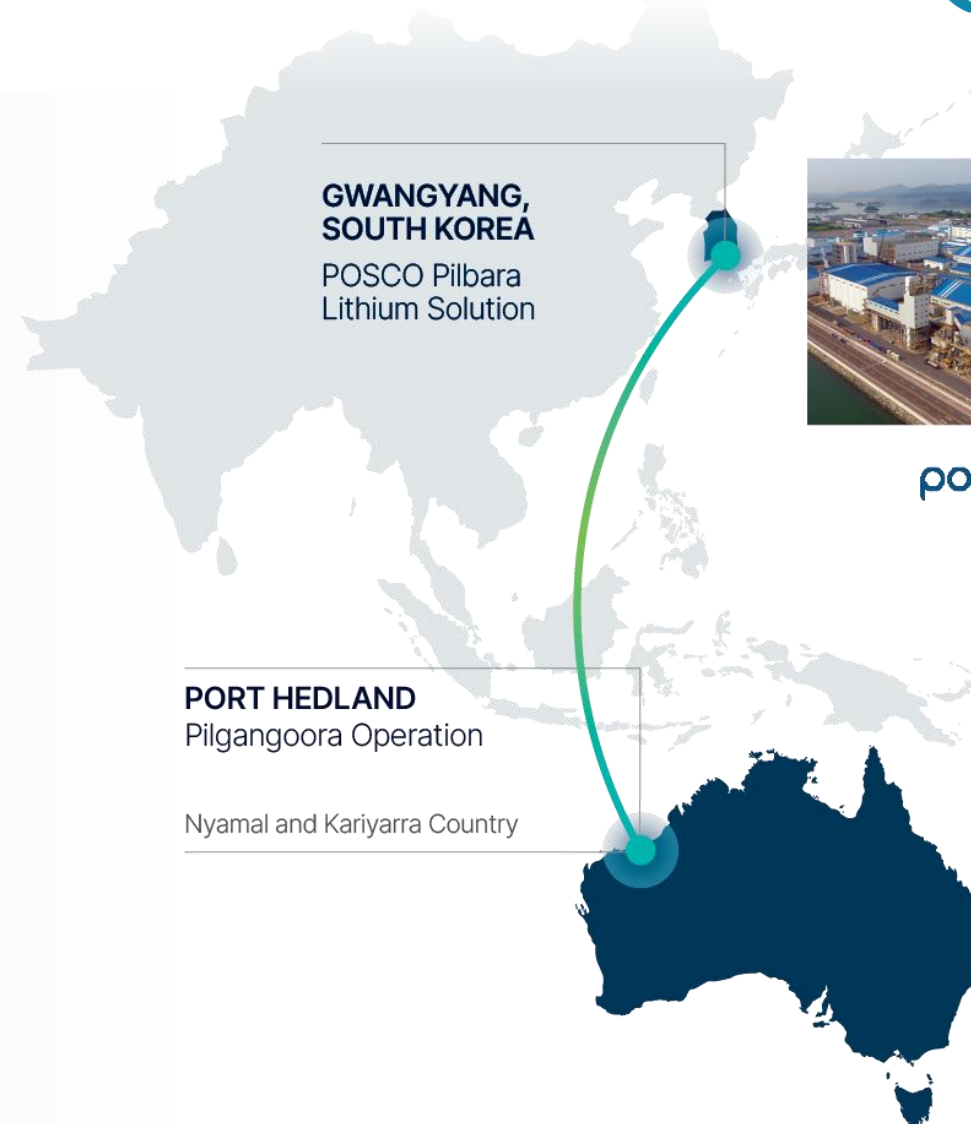 GWANGYANG,
SOUTH KOREA
POSCO Pilbara
Lithium Solution
PORT HEDLAND
Pilgangoora Operation
Nyamal and Kariyarra Country